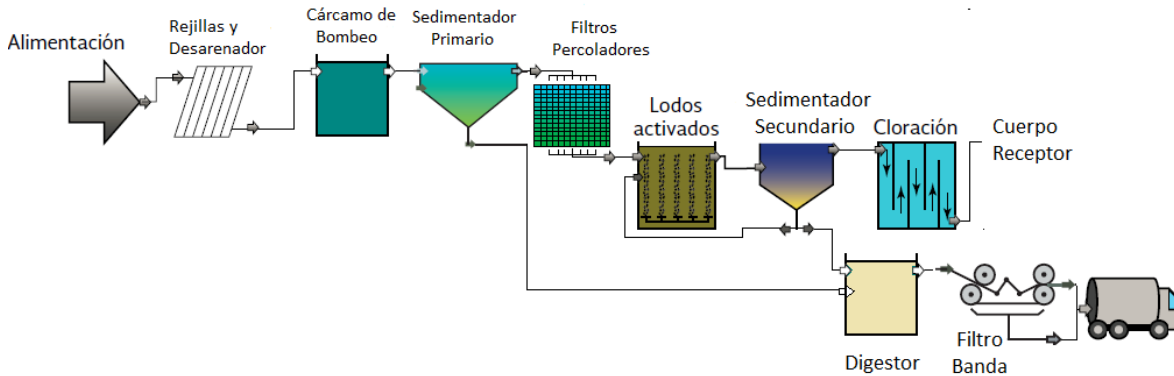 Alimentación
Rejillas y
Desarenador
Cárcamo de
Bombeo
Sedimentador
Primario
Filtros
Percoladores
Lodos
activados
Sedimentador
Secundario
Cloración
Cuerpo
Receptor
Digestor
Filtro
Banda